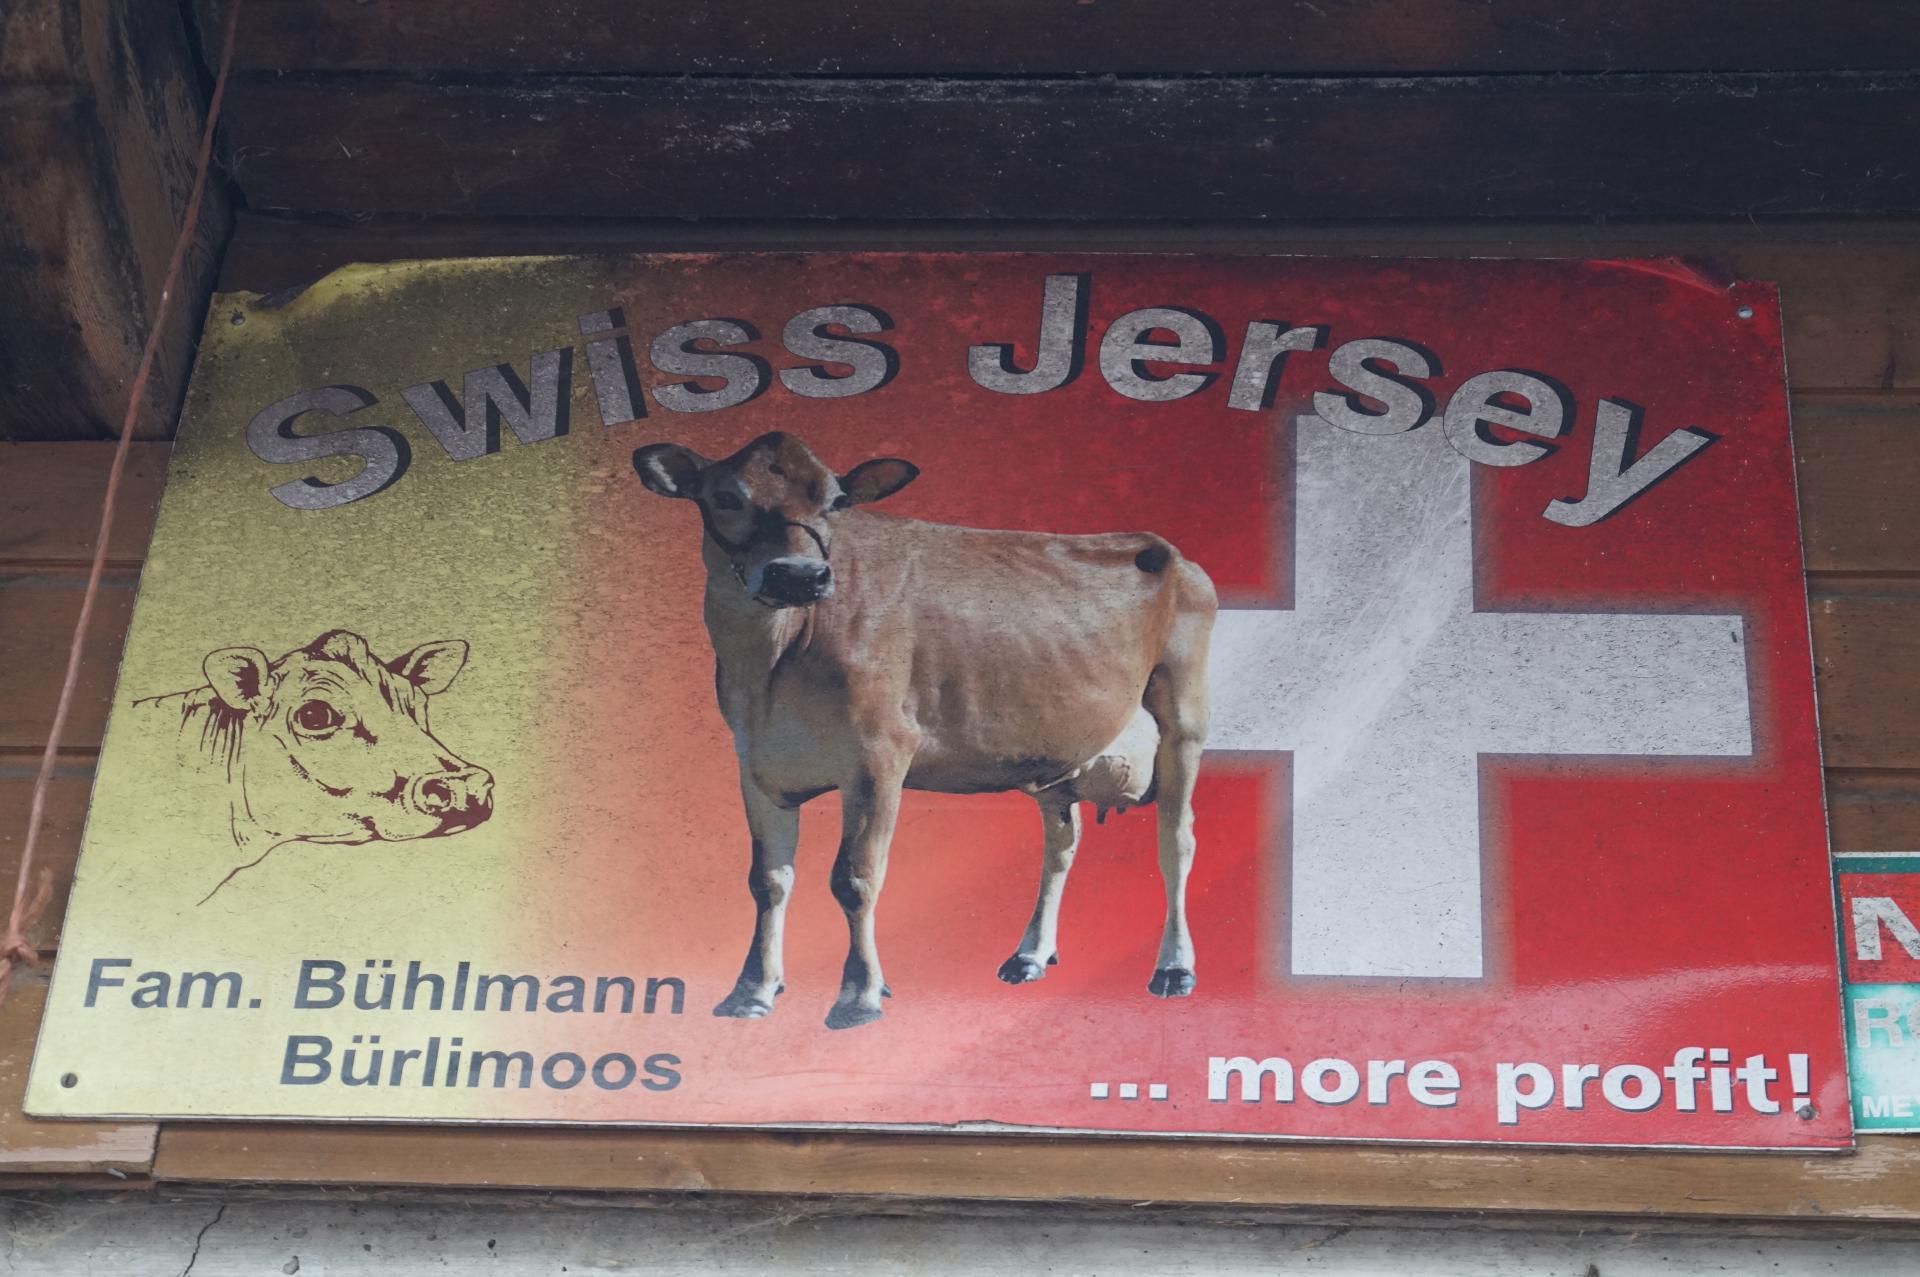 Swiss Jersey
Fam. Bühlmann
Bürlimoos
... more profit!